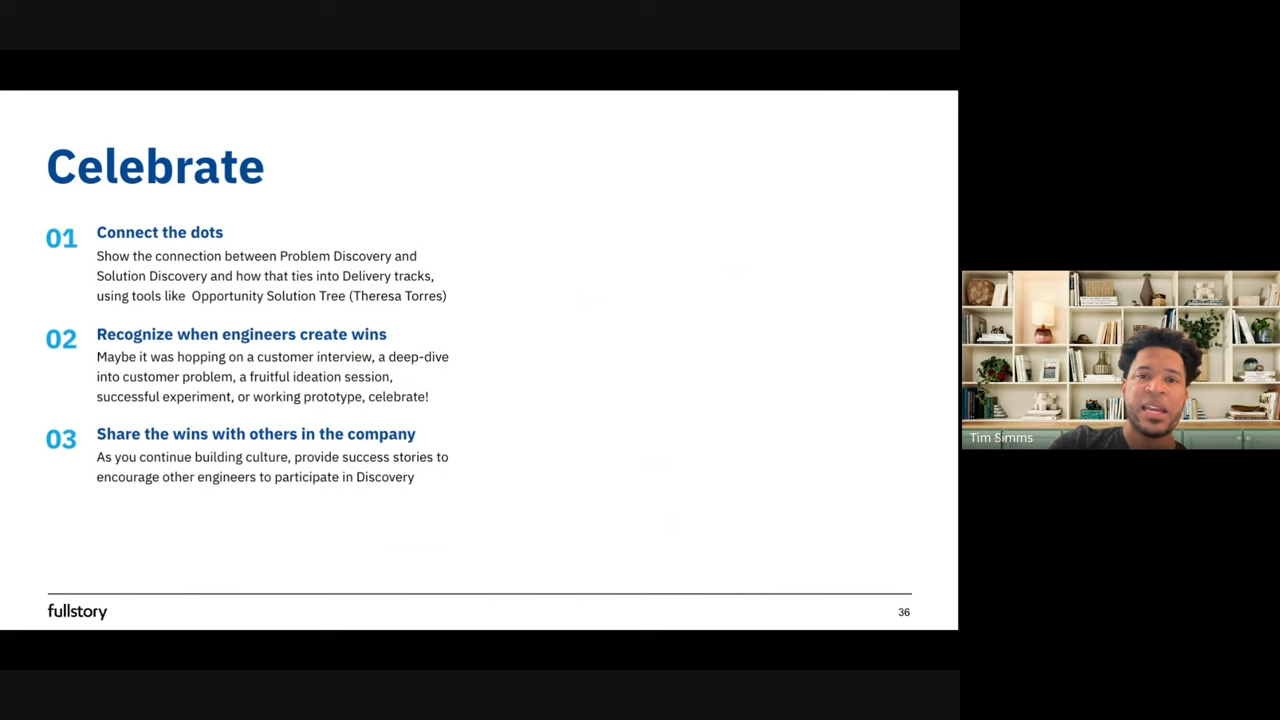 Celebrate
01
Connect the dots
Show the connection between Problem Discovery and
Solution Discovery and how that ties into Delivery tracks,
using tools like  Opportunity Solution Tree (Theresa Torres)
02
Recognize when engineers create wins
Maybe it was hopping on a customer interview, a deep-dive
into customer problem, a fruitful ideation session,
successful experiment, or working prototype, celebrate!
03
Share the wins with others in the company
As you continue building culture, provide success stories to
encourage other engineers to participate in Discovery
fullstory
36
Tim Simms